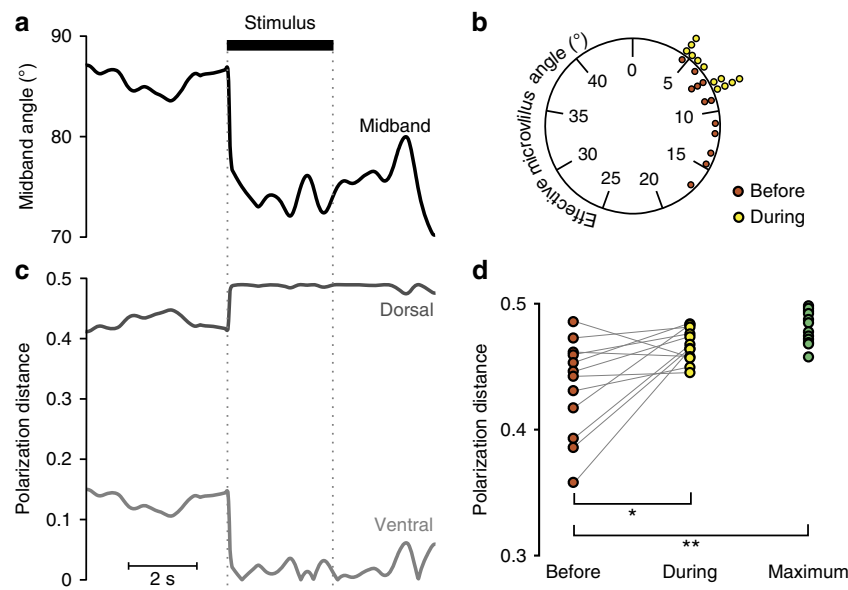 a
Stimulus
Midband angle (°)
90
80
70
Midband
b
Effective microvlilus angle (°)
0
5
10
15
20
25
30
35
40
Before
During
c
Polarization distance
0.5
0.4
0.3
0.2
0.1
0
Dorsal
Ventral
2 s
d
Polarization distance
0.5
0.4
0.3
*
**
Before During Maximum